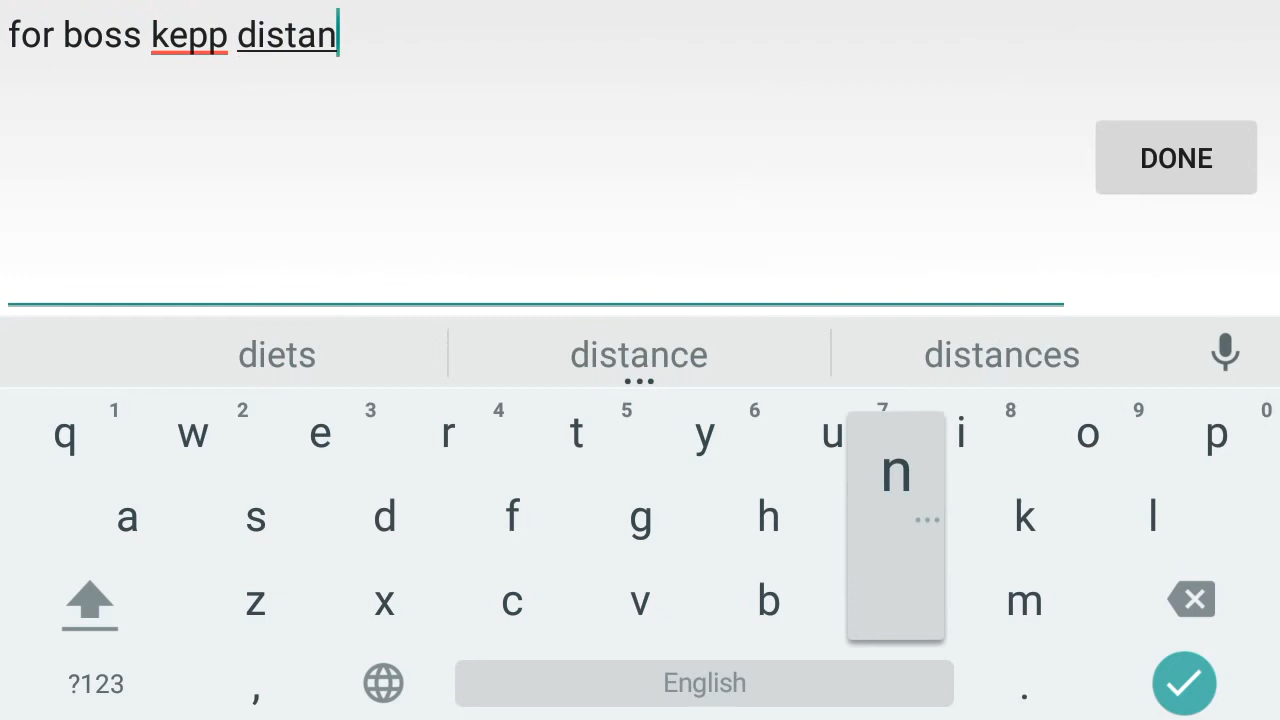 for boss kepp distan
DONE
diets distance distances
1 2 3 4 5 6 7 8 9 0
q w e r t y u i o p
a s d f g h k l
n
z x c v b m
?123 , English .